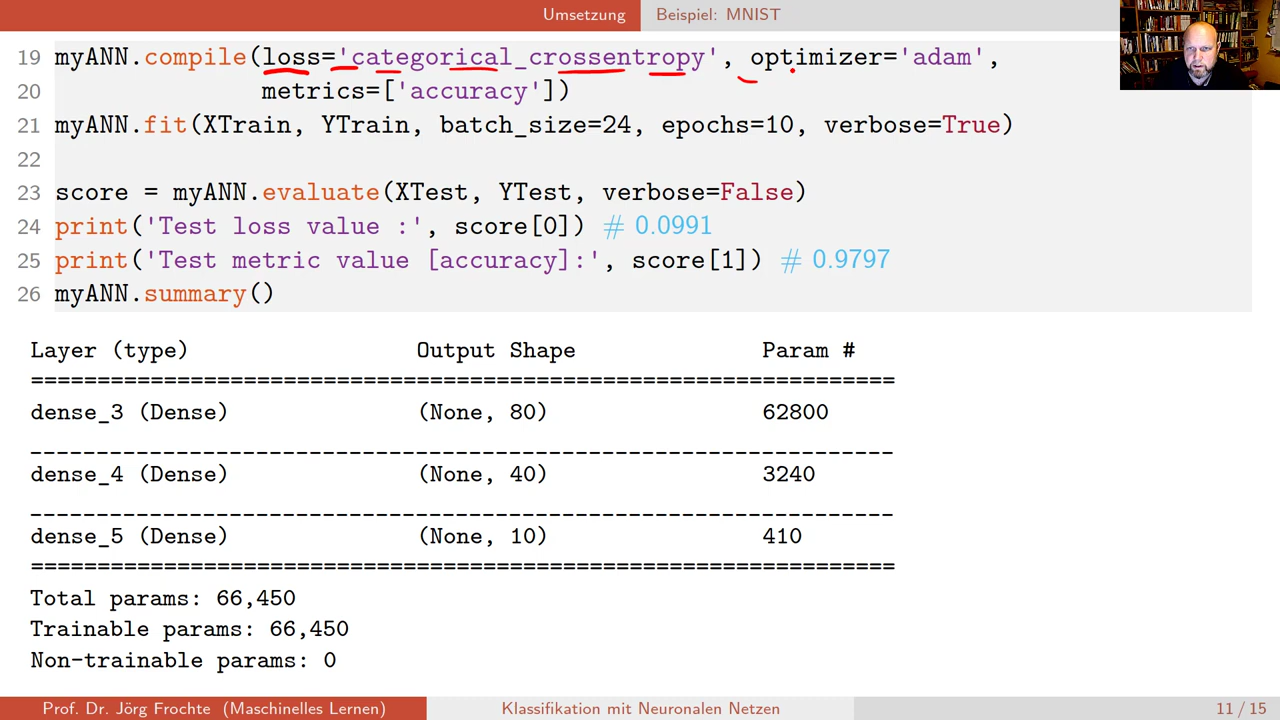 Umsetzung Beispiel: MNIST
19 myANN.compile(loss='categorical_crossentropy', optimizer='adam',
20 metrics=['accuracy'])
21 myANN.fit(XTrain, YTrain, batch_size=24, epochs=10, verbose=True)
22
23 score = myANN.evaluate(XTest, YTest, verbose=False)
24 print('Test loss value :', score[0]) # 0.0991
25 print('Test metric value [accuracy]:', score[1]) # 0.9797
26 myANN.summary()
Layer (type) Output Shape Param #
=================================================================
dense_3 (Dense) (None, 80) 62800
_________________________________________________________________
dense_4 (Dense) (None, 40) 3240
_________________________________________________________________
dense_5 (Dense) (None, 10) 410
=================================================================
Total params: 66,450
Trainable params: 66,450
Non-trainable params: 0
Prof. Dr. Jörg Frochte (Maschinelles Lernen) Klassifikation mit Neuronalen Netzen 11 / 15